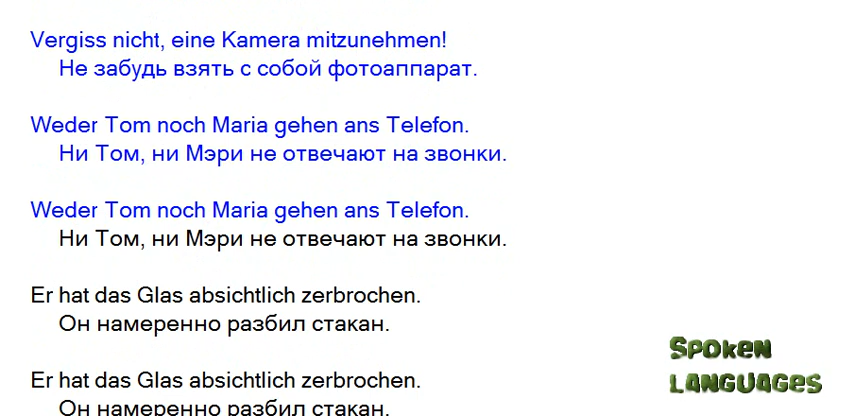 Vergiss nicht, eine Kamera mitzunehmen!
Не забудь взять с собой фотоаппарат.
Weder Tom noch Maria gehen ans Telefon.
Ни Том, ни Мэри не отвечают на звонки.
Weder Tom noch Maria gehen ans Telefon.
Ни Том, ни Мэри не отвечают на звонки.
Er hat das Glas absichtlich zerbrochen.
Он намеренно разбил стакан.
Er hat das Glas absichtlich zerbrochen.
Он намеренно разбил стакан.
SPOKEN
LANGUAGES